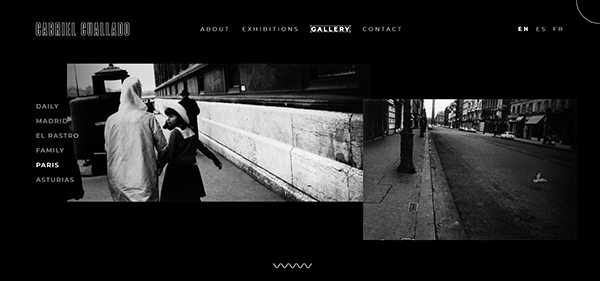 GABRIEL CUALLADO
ABOUT EXHIBITIONS GALLERY CONTACT
EN ES FR
DAILY
MADRID
EL RASTRO
FAMILY
PARIS
ASTURIAS